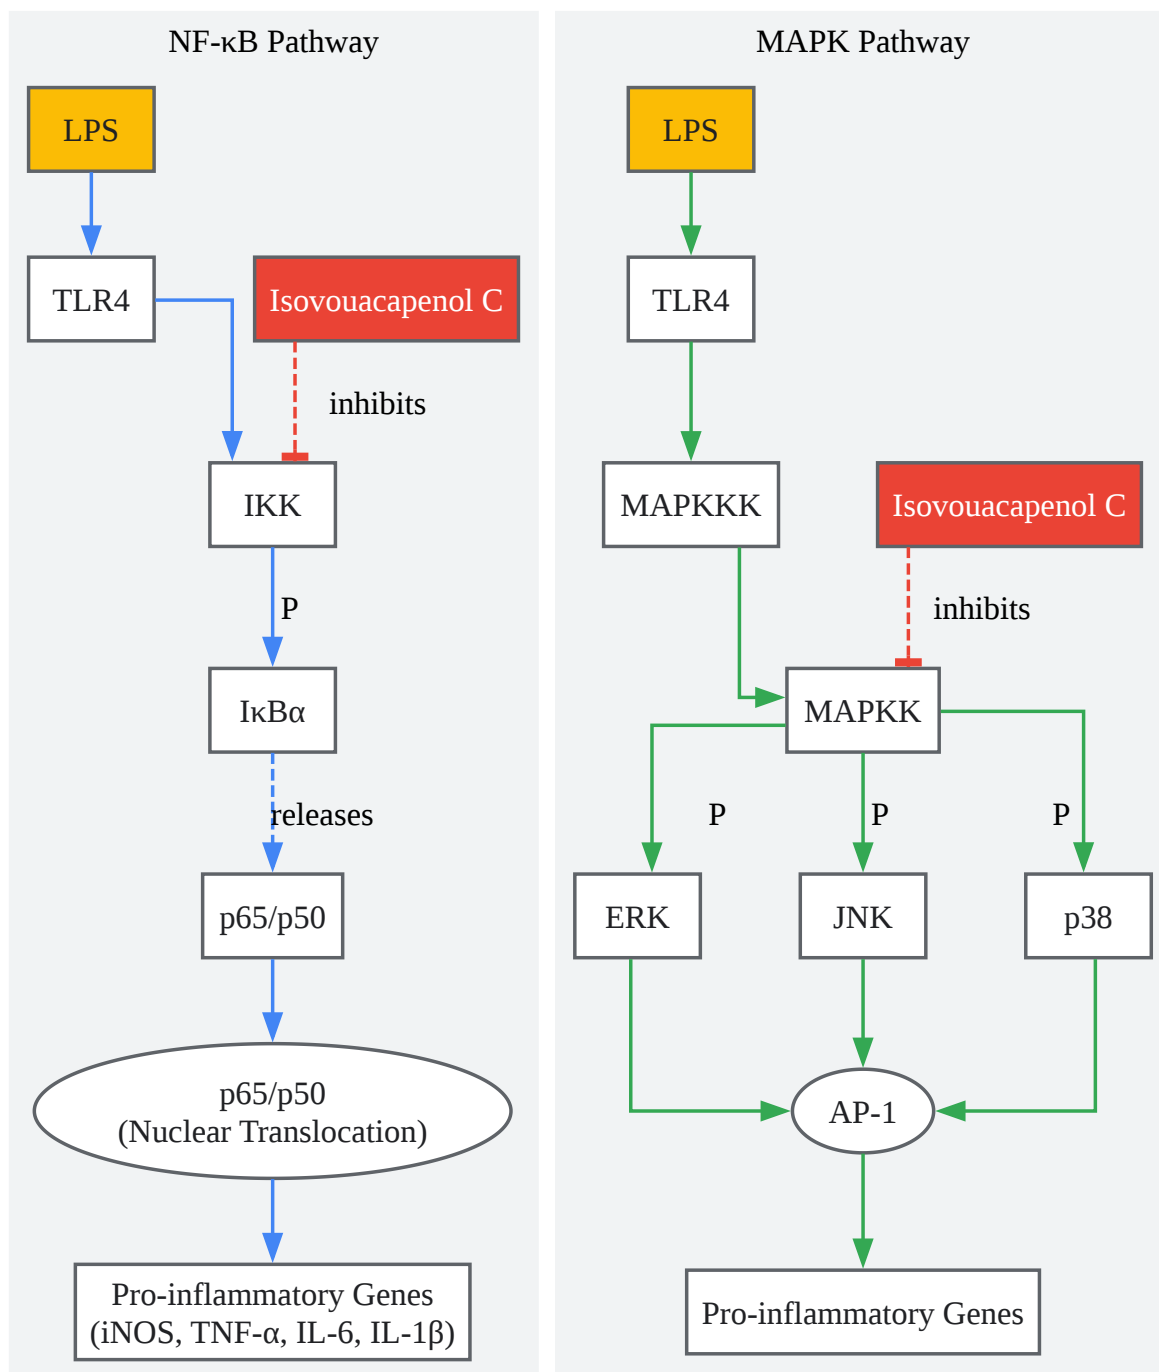 NF-κB Pathway
LPS
TLR4
Isovouacapenol C
inhibits
IKK
P
IκBα
releases
p65/p50
p65/p50
(Nuclear Translocation)
Pro-inflammatory Genes
(iNOS, TNF-α, IL-6, IL-1β)
MAPK Pathway
LPS
TLR4
MAPKKK
Isovouacapenol C
inhibits
MAPKK
P
P
P
ERK
JNK
p38
AP-1
Pro-inflammatory Genes